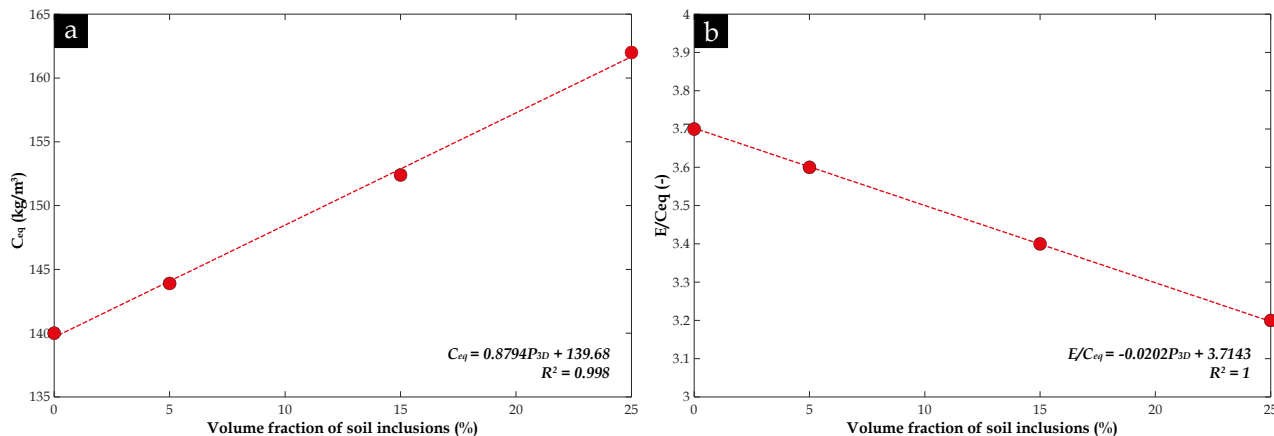 a
165
160
155
150
145
140
135
C_eq (kg/m³)
0 5 10 15 20 25
Volume fraction of soil inclusions (%)
C_eq = 0.8794P_3D + 139.68
R² = 0.998
b
4
3.9
3.8
3.7
3.6
3.5
3.4
3.3
3.2
3.1
3
E/Ceq (-)
0 5 10 15 20 25
Volume fraction of soil inclusions (%)
E/C_eq = -0.0202P_3D + 3.7143
R² = 1